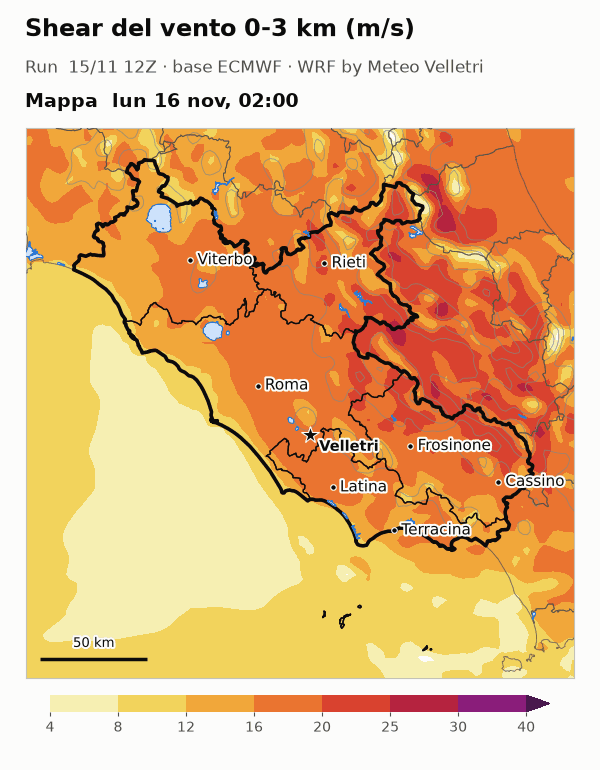 Shear del vento 0-3 km (m/s)
Run  15/11 12Z · base ECMWF · WRF by Meteo Velletri
Mappa  lun 16 nov, 02:00
Viterbo
Rieti
Roma
Velletri
Frosinone
Cassino
Latina
Terracina
50 km
4 8 12 16 20 25 30 40